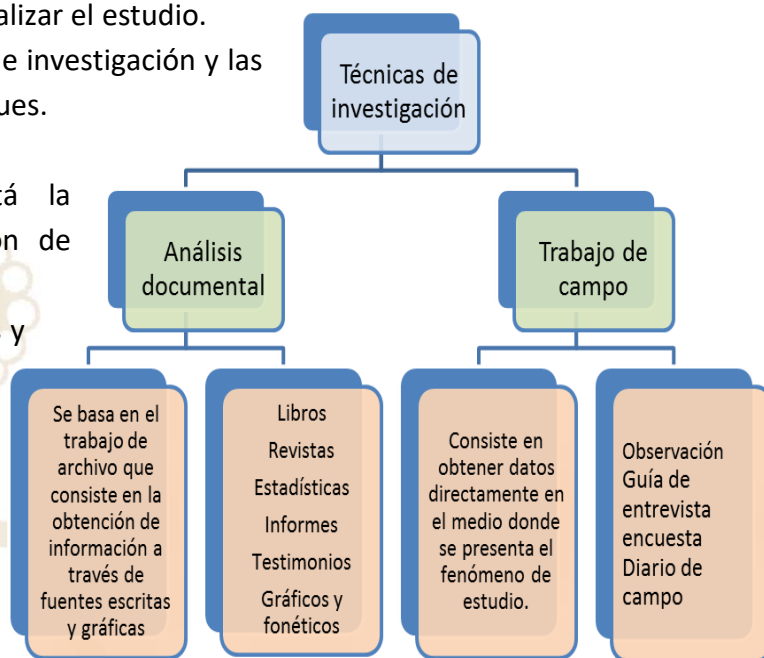 alizar el estudio.
e investigación y las
ues.
tá la
ón de
y
Técnicas de
investigación
Análisis
documental
Trabajo de
campo
Se basa en el
trabajo de
archivo que
consiste en la
obtención de
información a
través de
fuentes escritas
y gráficas
Libros
Revistas
Estadísticas
Informes
Testimonios
Gráficos y
fonéticos
Consiste en
obtener datos
directamente en
el medio donde
se presenta el
fenómeno de
estudio.
Observación
Guía de
entrevista
encuesta
Diario de
campo